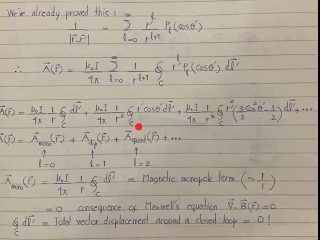 We've already proved this :
1/|r⃗-r⃗'| = ∞ Σ l=0 r'^l / r^(l+1) P_l(cosθ')
∴ A⃗(r⃗) = μ₀I/4π ∞ Σ l=0 1/r^(l+1) ∮_C r'^l P_l(cosθ') dl⃗'
A⃗(r⃗) = μ₀I/4π 1/r ∮_C dl⃗' + μ₀I/4π 1/r² ∮_C r' cosθ' dl⃗' + μ₀I/4π 1/r³ ∮_C r'² (3/2 cos²θ' - 1/2) dl⃗' + ...
A⃗(r⃗) = A⃗_mono(r⃗) + A⃗_dip(r⃗) + A⃗_quad(r⃗) + ...
↑ l=0 ↑ l=1 ↑ l=2
A⃗_mono(r⃗) = μ₀I/4π 1/r ∮_C dl⃗' = Magnetic monopole term (~ 1/r)
= 0 consequence of Maxwell's equation ∇⃗.B⃗(r⃗) = 0
∮_C dl⃗' = Total vector displacement around a closed loop = 0!